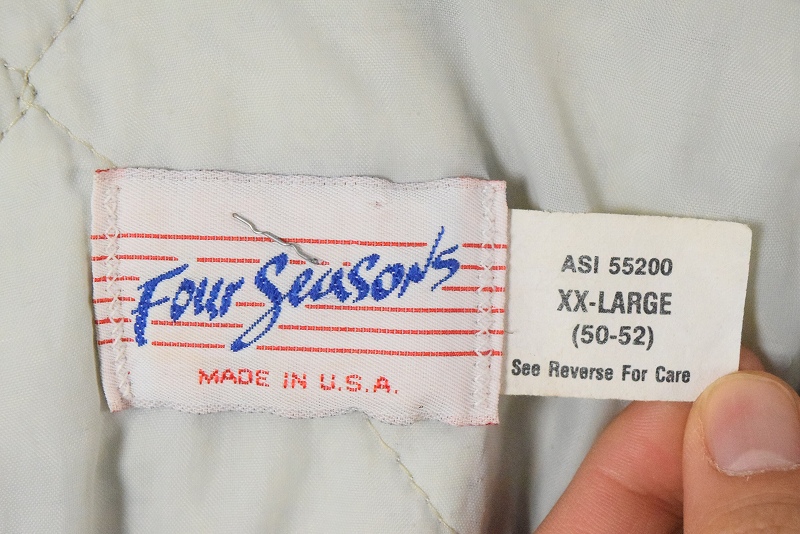 Four Seasons
MADE IN U.S.A.
ASI 55200
XX-LARGE
(50-52)
See Reverse For Care